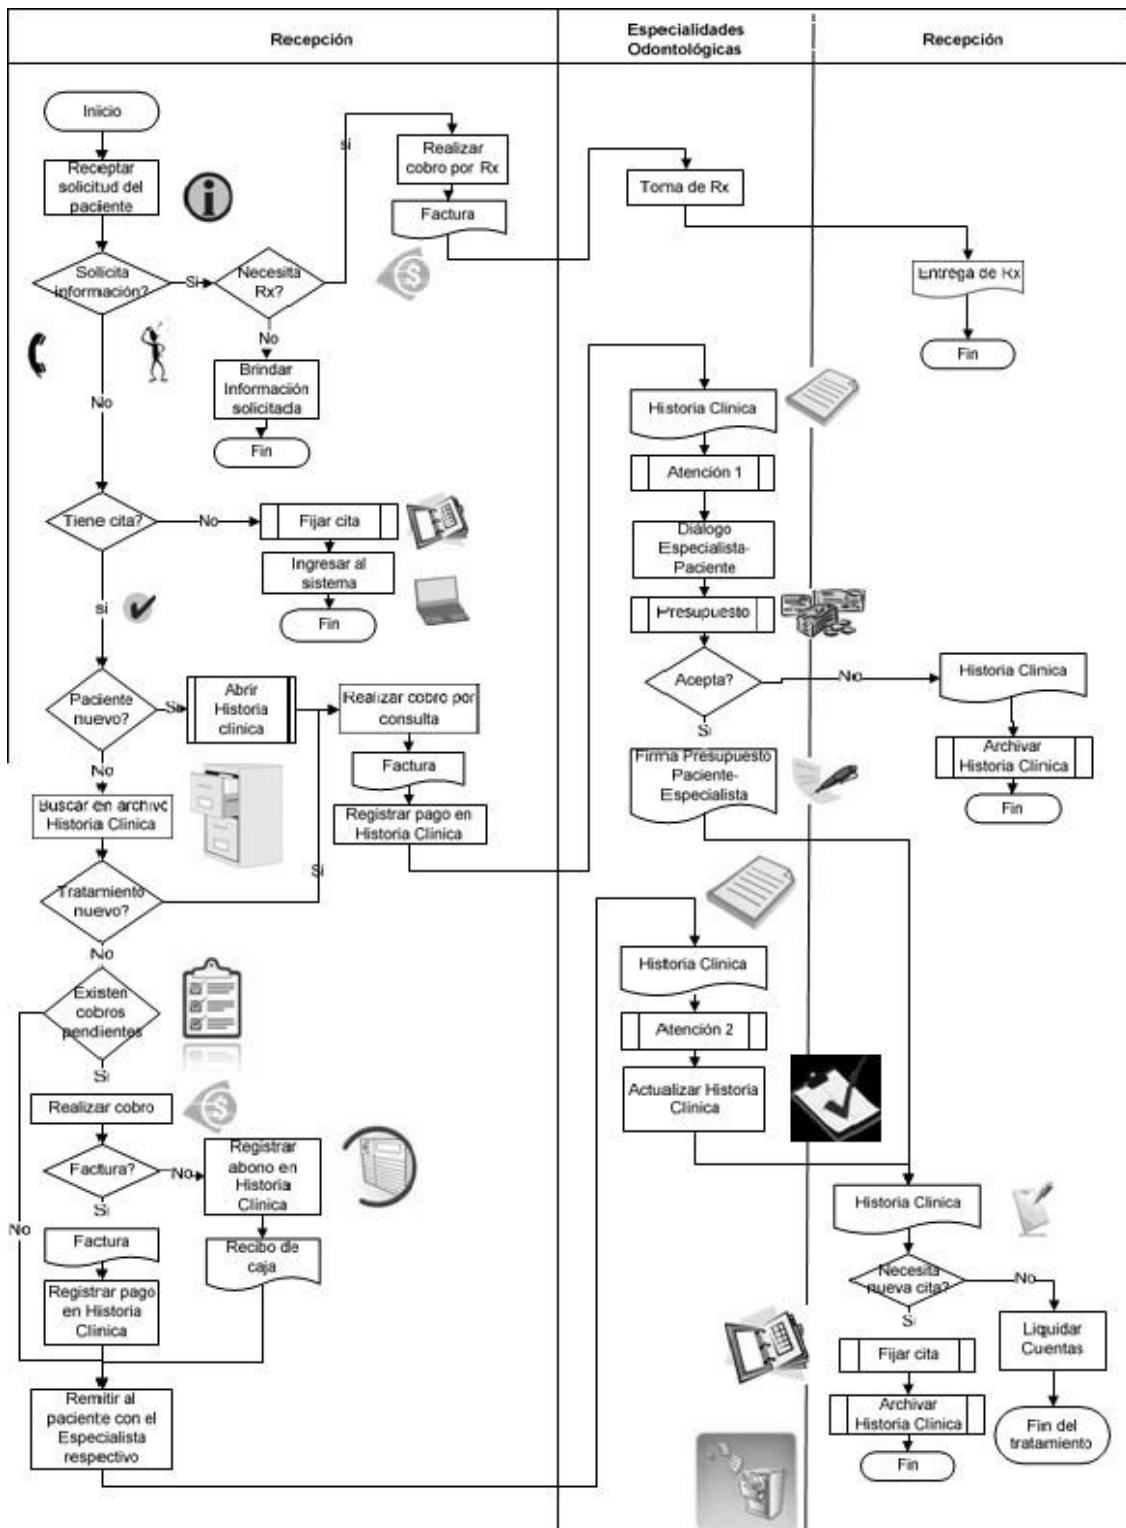 Recepción
Especialidades
Odontológicas
Recepción
Inicio
Receptar
solicitud del
paciente
Solicita
información?
Si
Necesita
Rx?
si
Realizar
cobro por Rx
Factura
Toma de Rx
Entrega de Rx
Fin
No
Brindar
Información
solicitada
Fin
No
Tiene cita?
No
Fijar cita
Ingresar al
sistema
Fin
si
Paciente
nuevo?
Si
Abrir
Historia
clinica
Realizar cobro por
consulta
Factura
Registrar pago en
Historia Clinica
No
Buscar en archivo
Historia Clinica
Tratamiento
nuevo?
Si
No
Existen
cobros
pendientes
Si
No
Realizar cobro
Factura?
No
Registrar
abono en
Historia
Clinica
Recibo de
caja
Si
Factura
Registrar pago
en Historia
Clinica
Remitir al
paciente con el
Especialista
respectivo
Historia Clinica
Atención 1
Diálogo
Especialista-
Paciente
Presupuesto
Acepta?
No
Historia Clinica
Archivar
Historia Clinica
Fin
Si
Firma Presupuesto
Paciente-
Especialista
Historia Clinica
Atención 2
Actualizar Historia
Clinica
Historia Clinica
Necesita
nueva cita?
No
Liquidar
Cuentas
Fin del
tratamiento
Si
Fijar cita
Archivar
Historia Clinica
Fin